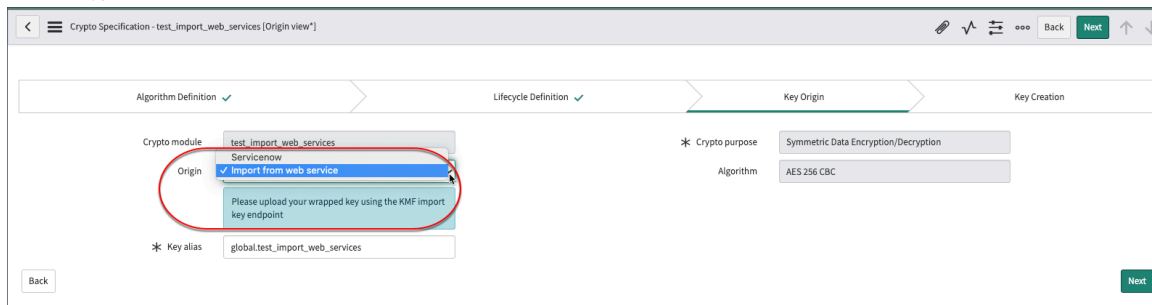 Crypto Specification - test_import_web_services [Origin view*]
Back
Next
Algorithm Definition
Lifecycle Definition
Key Origin
Key Creation
Crypto module
test_import_web_services
Crypto purpose
Symmetric Data Encryption/Decryption
Servicenow
Origin
Import from web service
Algorithm
AES 256 CBC
Please upload your wrapped key using the KMF import
key endpoint
Key alias
global.test_import_web_services
Back
Next